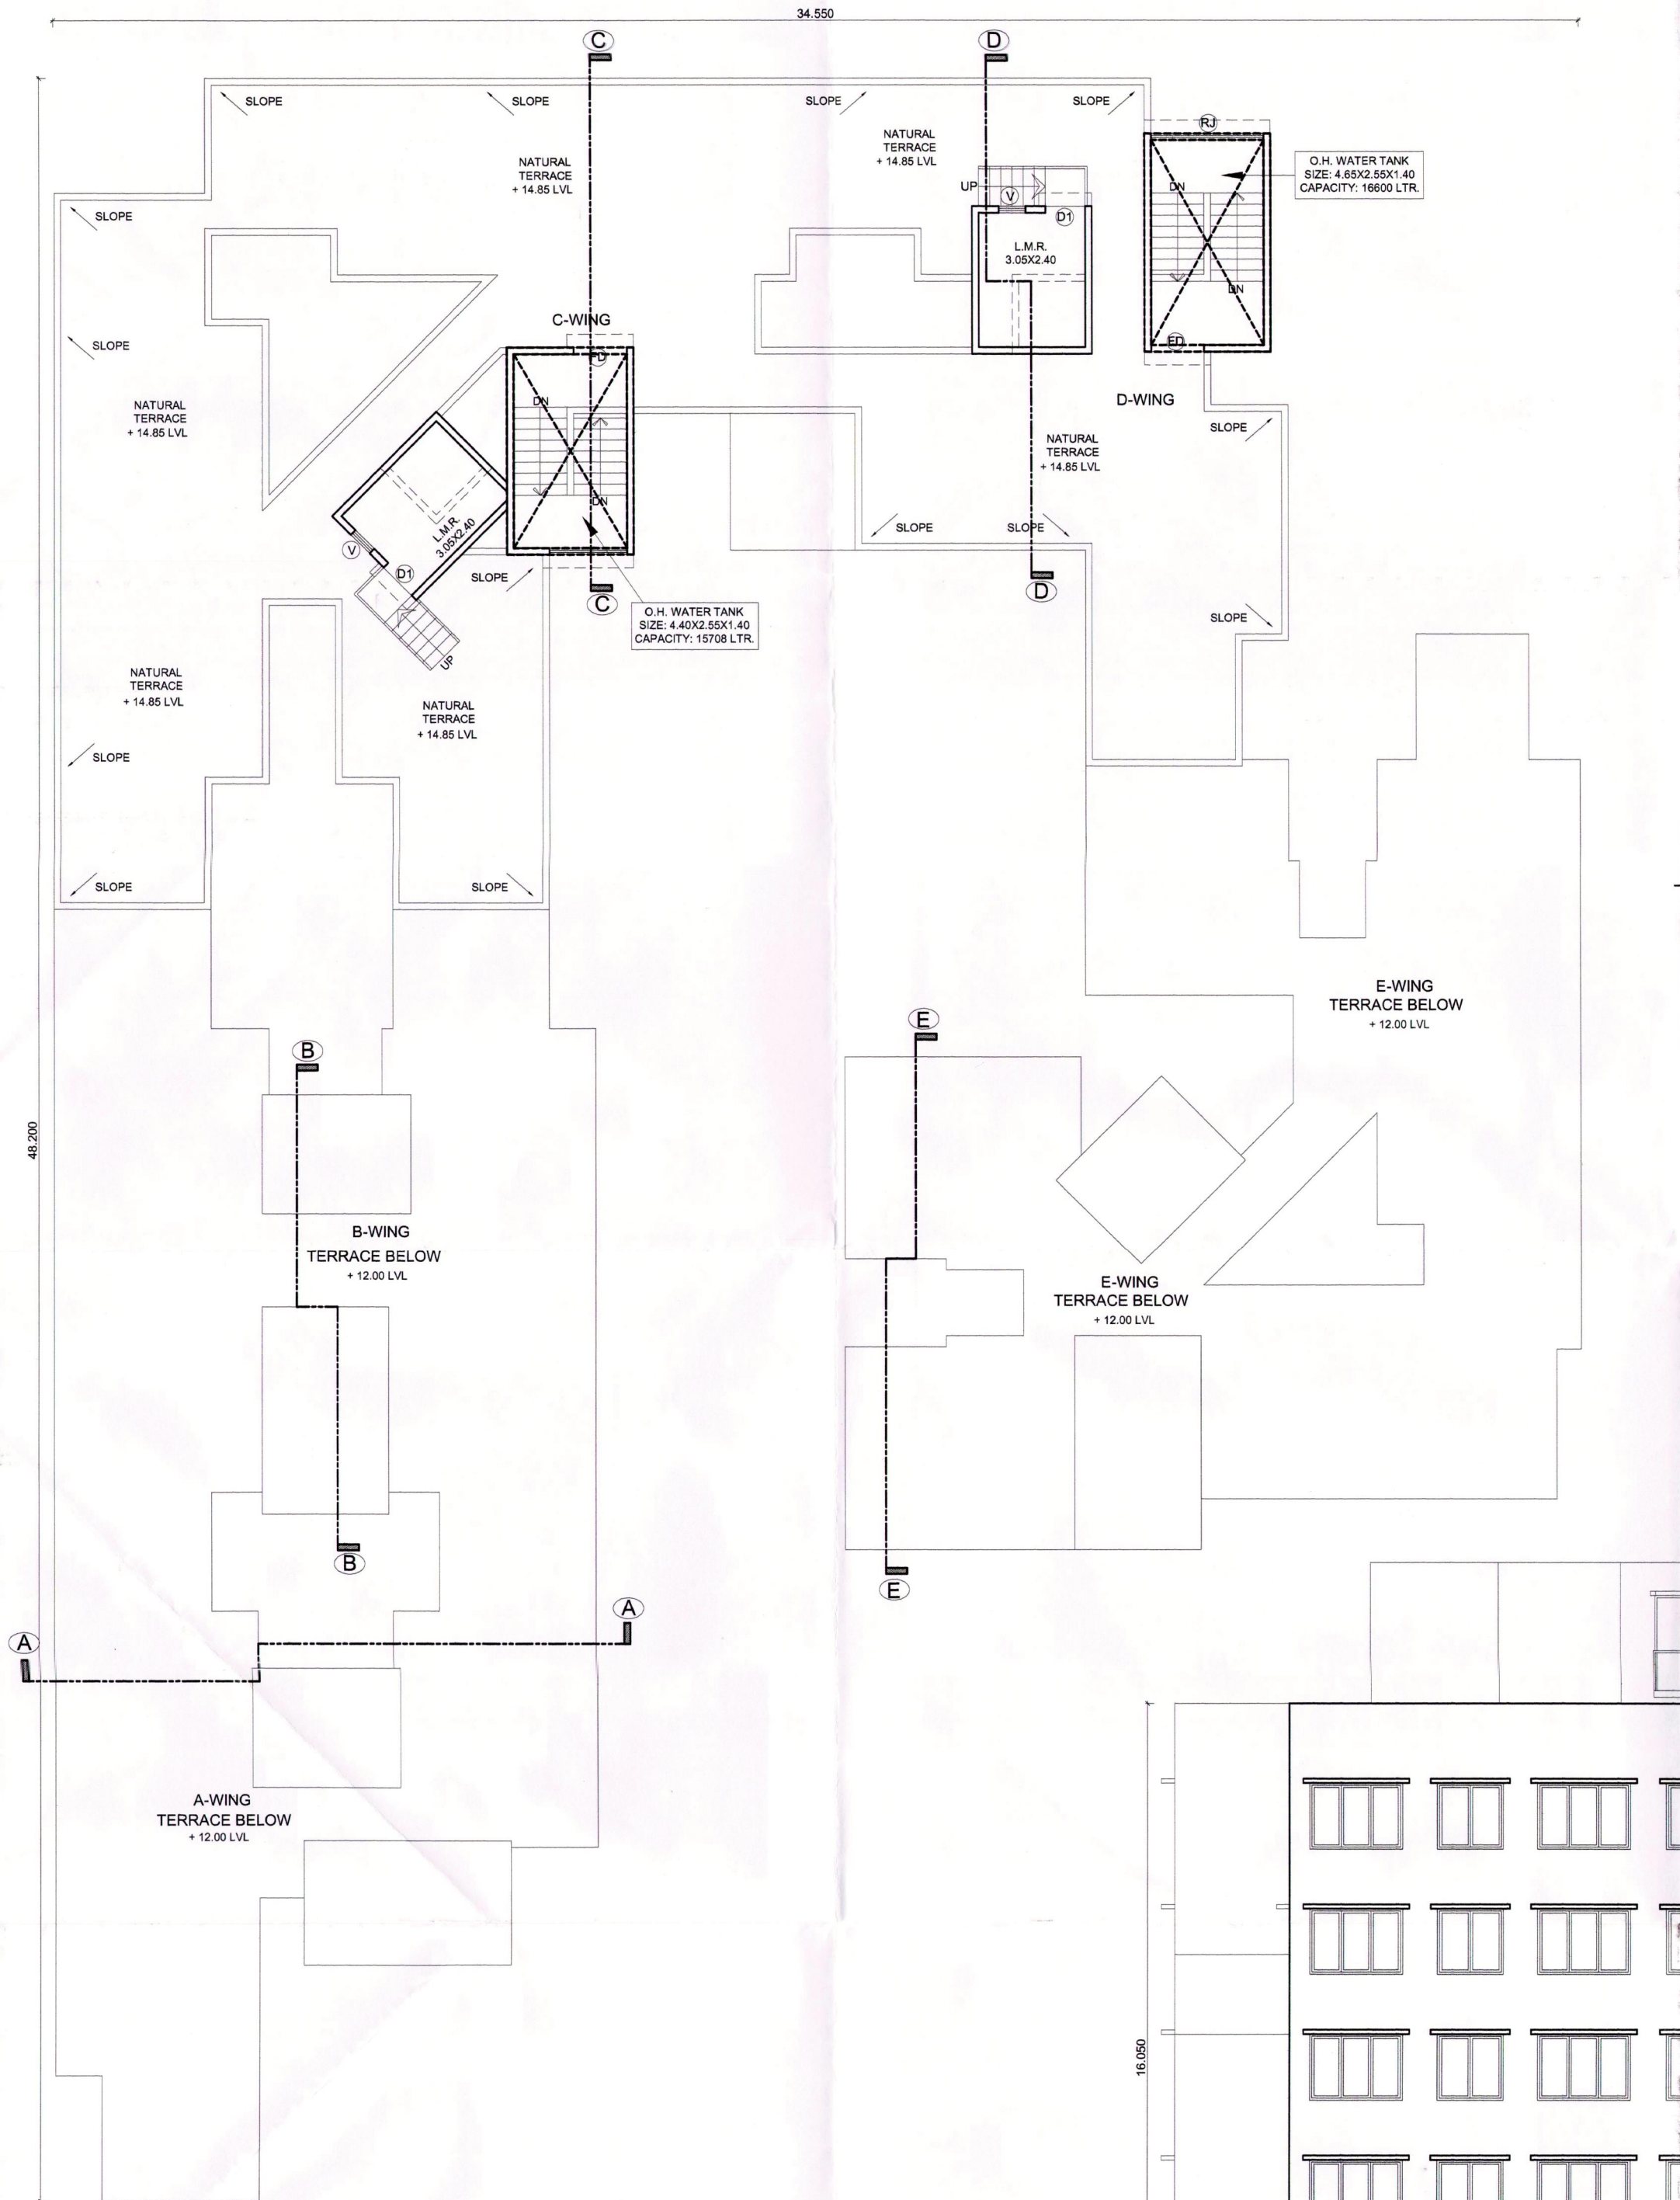 34.550
C
D
SLOPE
SLOPE
SLOPE
SLOPE
RJ
NATURAL
TERRACE
+ 14.85 LVL
NATURAL
TERRACE
+ 14.85 LVL
O.H. WATER TANK
SIZE: 4.65X2.55X1.40
CAPACITY: 16600 LTR.
UP
V
D1
DN
SLOPE
L.M.R.
3.05X2.40
DN
C-WING
SLOPE
FD
FD
D-WING
NATURAL
TERRACE
+ 14.85 LVL
DN
SLOPE
NATURAL
TERRACE
+ 14.85 LVL
DN
L.M.R.
3.05X2.40
SLOPE
SLOPE
V
D1
SLOPE
C
D
O.H. WATER TANK
SIZE: 4.40X2.55X1.40
CAPACITY: 15708 LTR.
SLOPE
UP
NATURAL
TERRACE
+ 14.85 LVL
NATURAL
TERRACE
+ 14.85 LVL
SLOPE
SLOPE
SLOPE
E-WING
TERRACE BELOW
+ 12.00 LVL
E
B
48.200
B-WING
TERRACE BELOW
+ 12.00 LVL
E-WING
TERRACE BELOW
+ 12.00 LVL
B
E
A
A
A-WING
TERRACE BELOW
+ 12.00 LVL
16.050